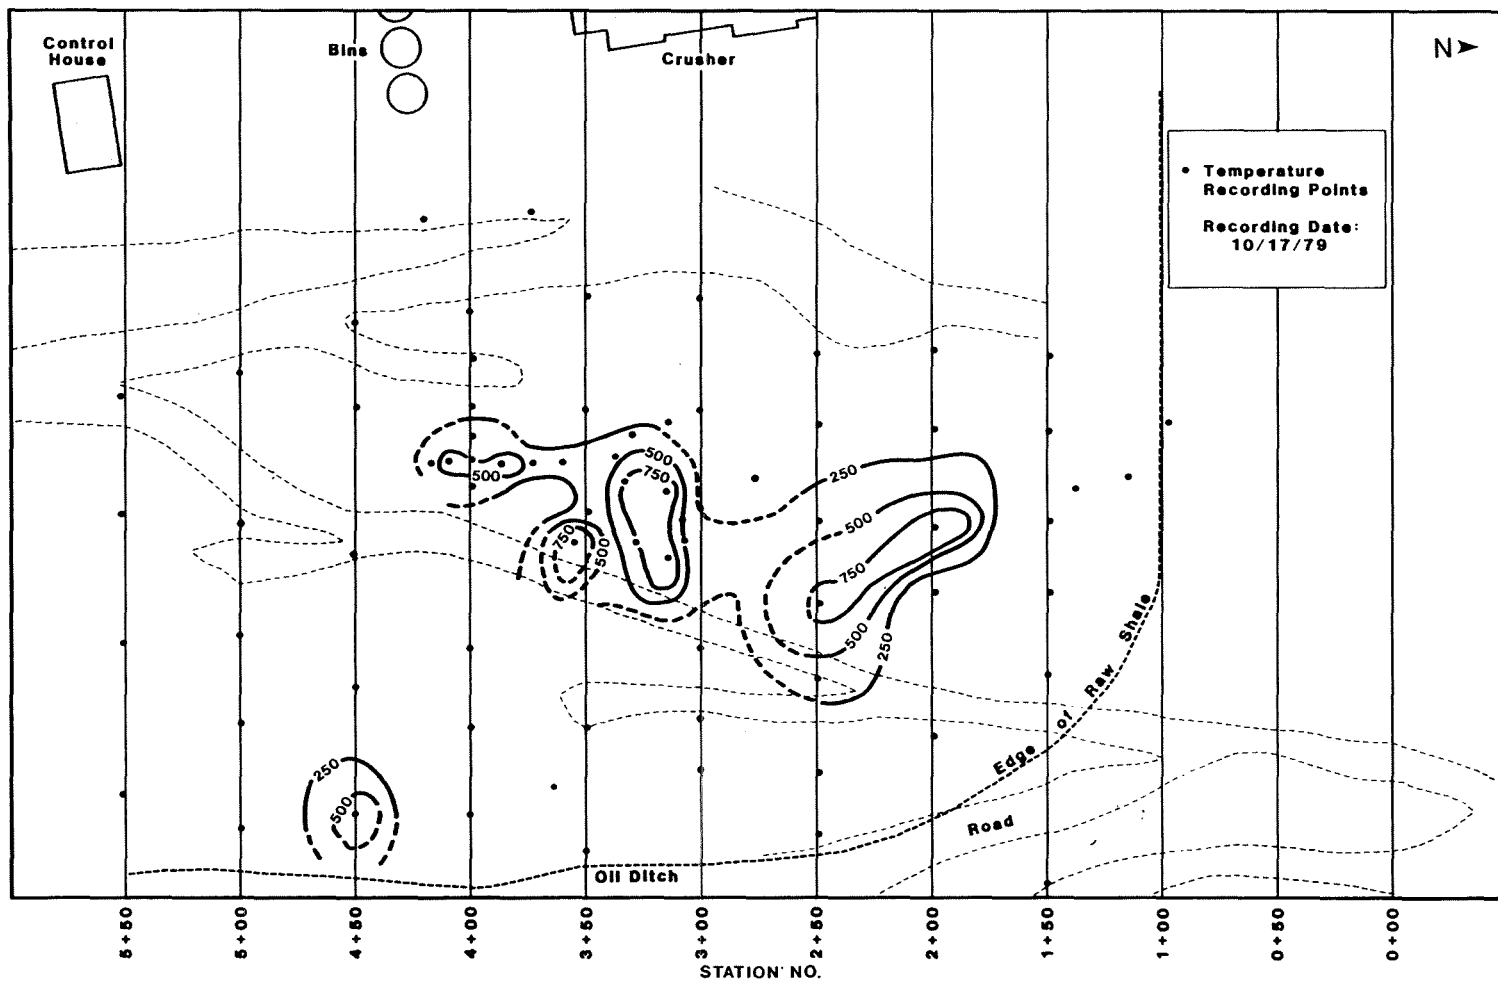 Control
House
Bins
Crusher
N
Temperature
Recording Points
Recording Date:
10/17/79
500
750
250
500
500
750
500
750
500
250
250
500
Edge of Raw Shale
Road
Oil Ditch
5+50
5+00
4+50
4+00
3+50
3+00
2+50
2+00
1+50
1+00
0+50
0+00
STATION NO.